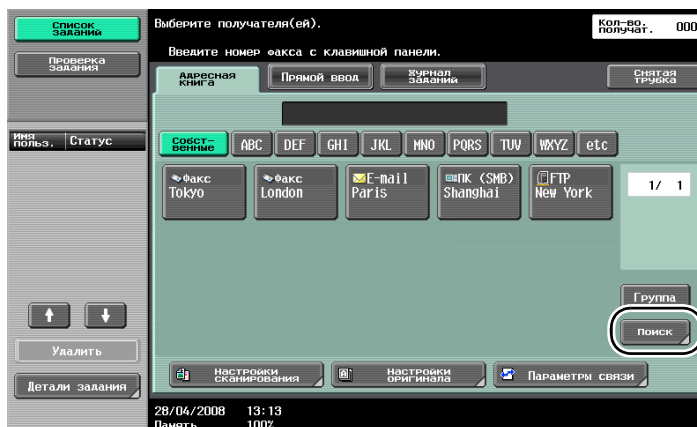 Список
заданий
Проверка
задания
Имя
польз.
Статус
Удалить
Детали задания
Выберите получателя(ей).
Кол-во.
получат.
000
Введите номер факса с клавишной панели.
Адресная
книга
Прямой ввод
Журнал
заданий
Снятая
трубка
Собст-
венные
ABC
DEF
GHI
JKL
MNO
PQRS
TUV
WXYZ
etc
Факс
Tokyo
Факс
London
E-mail
Paris
ПК (SMB)
Shanghai
FTP
New York
1/ 1
Группа
Поиск
Настройки
сканирования
Настройки
оригинала
Параметры связи
28/04/2008 13:13
Память 100%